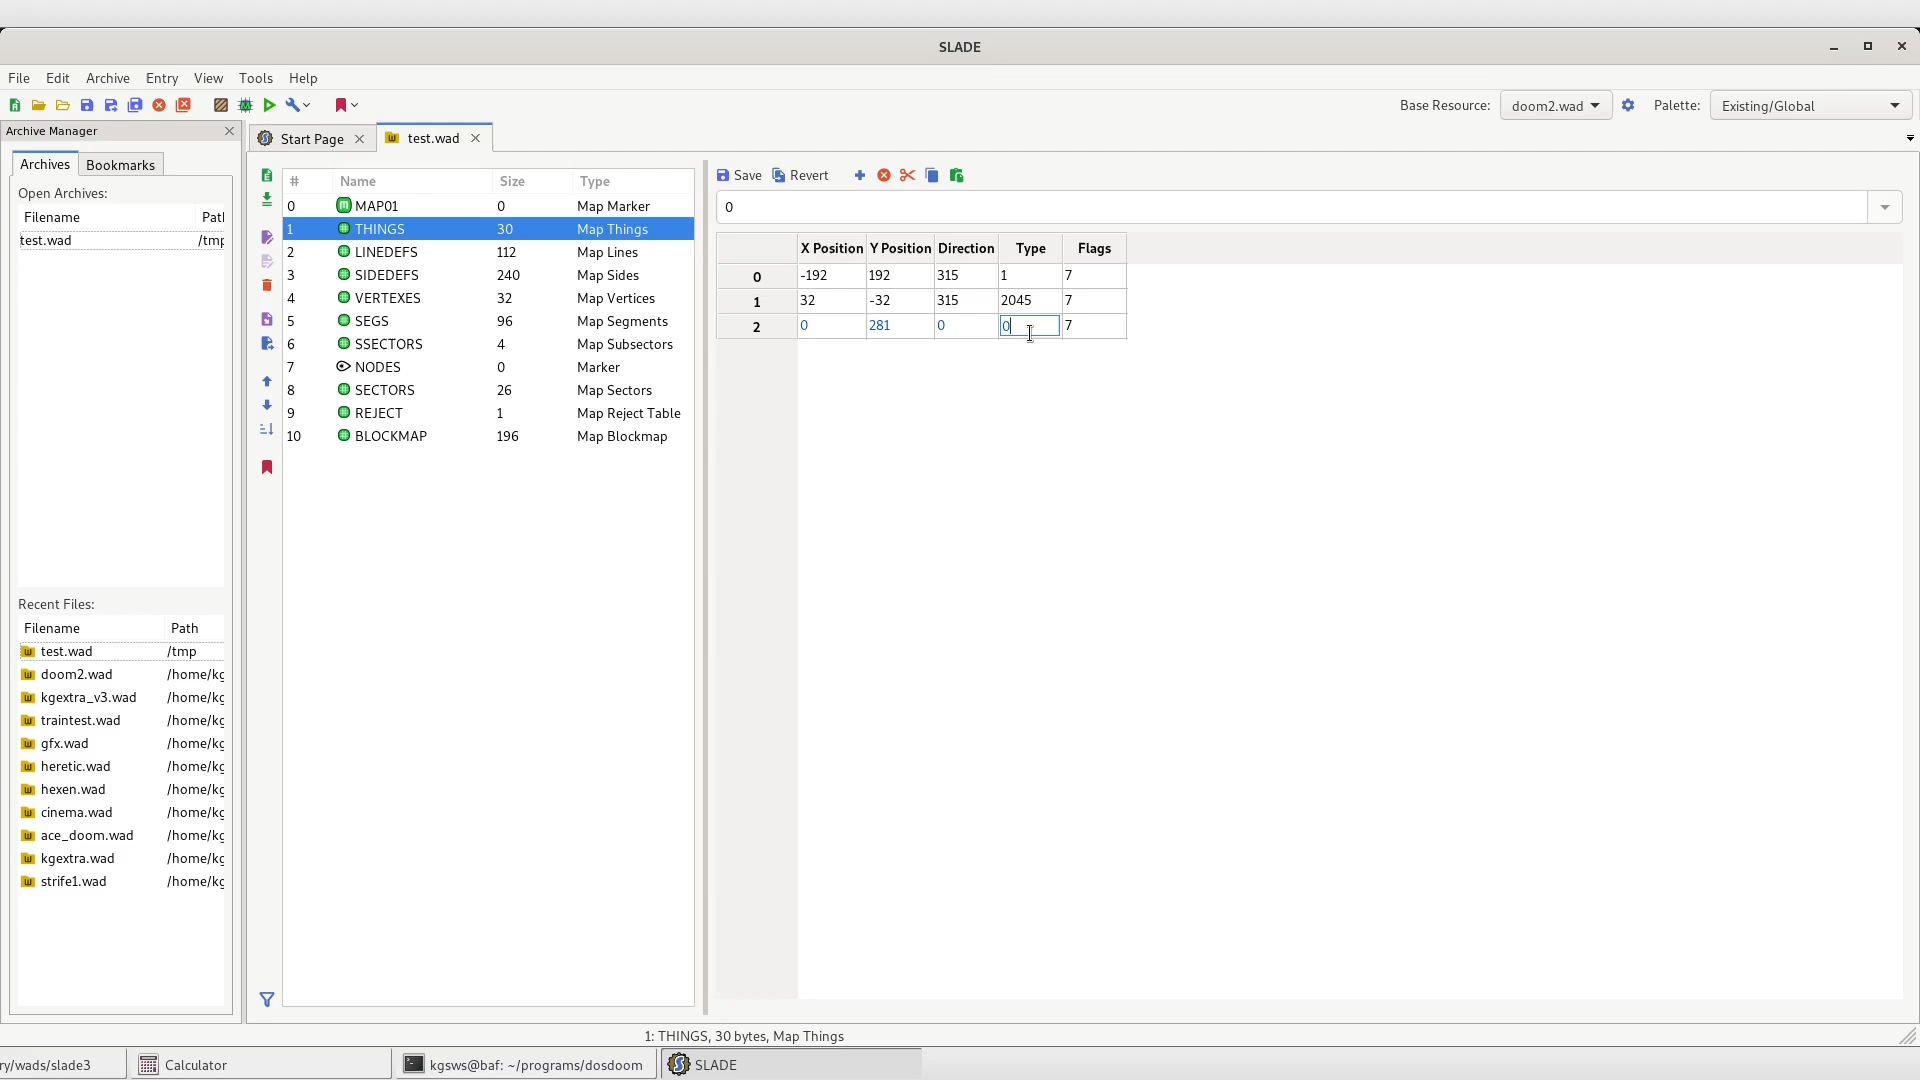 SLADE
File Edit Archive Entry View Tools Help
Base Resource: doom2.wad Palette: Existing/Global
Archive Manager
Start Page test.wad
Archives Bookmarks
Open Archives:
Filename Path
test.wad /tmp
Recent Files:
Filename Path
test.wad /tmp
doom2.wad /home/kg
kgextra_v3.wad /home/kg
traintest.wad /home/kg
gfx.wad /home/kg
heretic.wad /home/kg
hexen.wad /home/kg
cinema.wad /home/kg
ace_doom.wad /home/kg
kgextra.wad /home/kg
strife1.wad /home/kg
# Name Size Type
0 MAP01 0 Map Marker
1 THINGS 30 Map Things
2 LINEDEFS 112 Map Lines
3 SIDEDEFS 240 Map Sides
4 VERTEXES 32 Map Vertices
5 SEGS 96 Map Segments
6 SSECTORS 4 Map Subsectors
7 NODES 0 Marker
8 SECTORS 26 Map Sectors
9 REJECT 1 Map Reject Table
10 BLOCKMAP 196 Map Blockmap
Save Revert
0
X Position Y Position Direction Type Flags
0 -192 192 315 1 7
1 32 -32 315 2045 7
2 0 281 0 0 7
1: THINGS, 30 bytes, Map Things
ry/wads/slade3 Calculator kgsws@baf: ~/programs/dosdoom SLADE